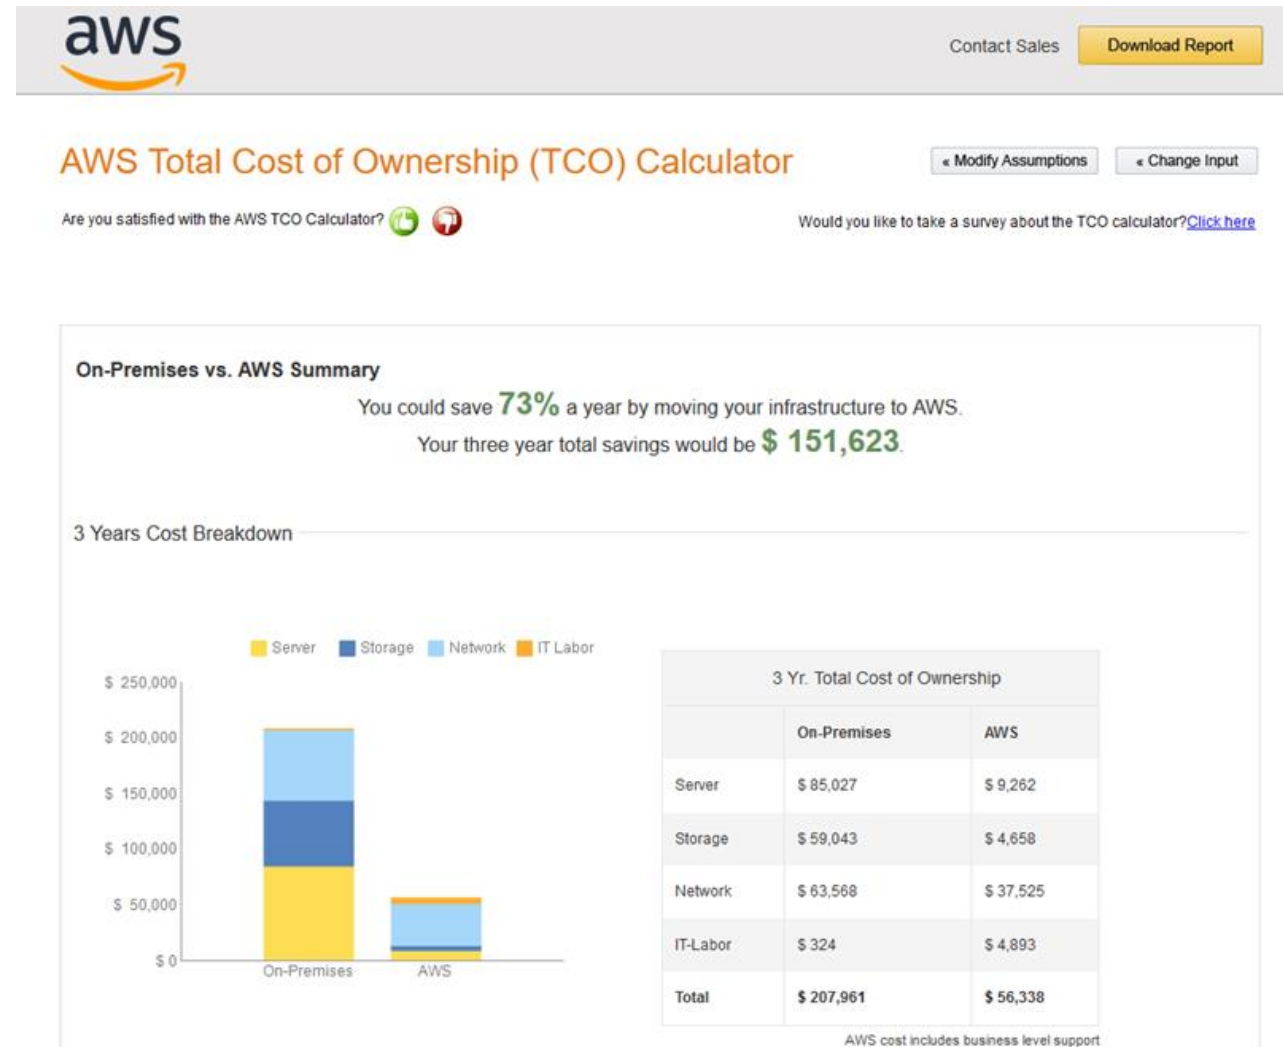 aws
Contact Sales
Download Report
AWS Total Cost of Ownership (TCO) Calculator
« Modify Assumptions
« Change Input
Are you satisfied with the AWS TCO Calculator?
Would you like to take a survey about the TCO calculator?Click here
On-Premises vs. AWS Summary
You could save 73% a year by moving your infrastructure to AWS.
Your three year total savings would be $ 151,623.
3 Years Cost Breakdown
Server Storage Network IT Labor
$ 250,000
$ 200,000
$ 150,000
$ 100,000
$ 50,000
$ 0
On-Premises AWS
3 Yr. Total Cost of Ownership
On-Premises AWS
Server $ 85,027 $ 9,262
Storage $ 59,043 $ 4,658
Network $ 63,568 $ 37,525
IT-Labor $ 324 $ 4,893
Total $ 207,961 $ 56,338
AWS cost includes business level support